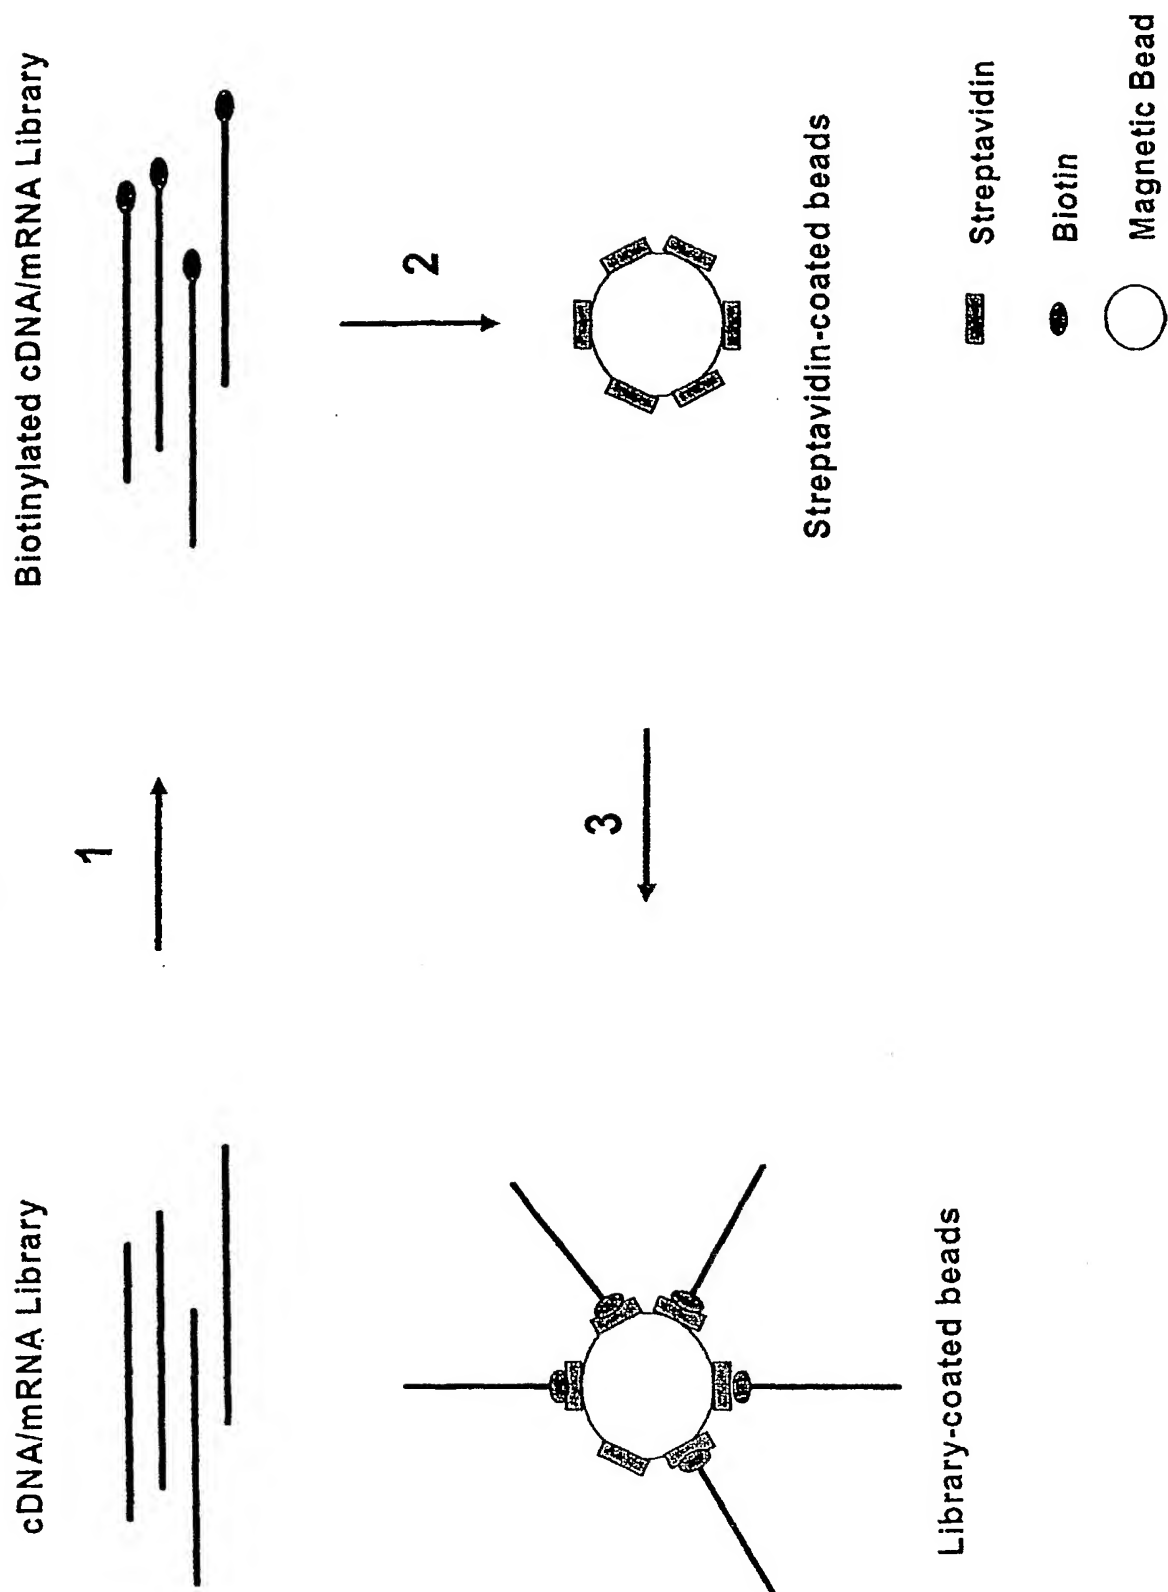 cDNA/mRNA Library
1
Biotinylated cDNA/mRNA Library
2
3
Library-coated beads
Streptavidin-coated beads
Streptavidin
Biotin
Magnetic Bead